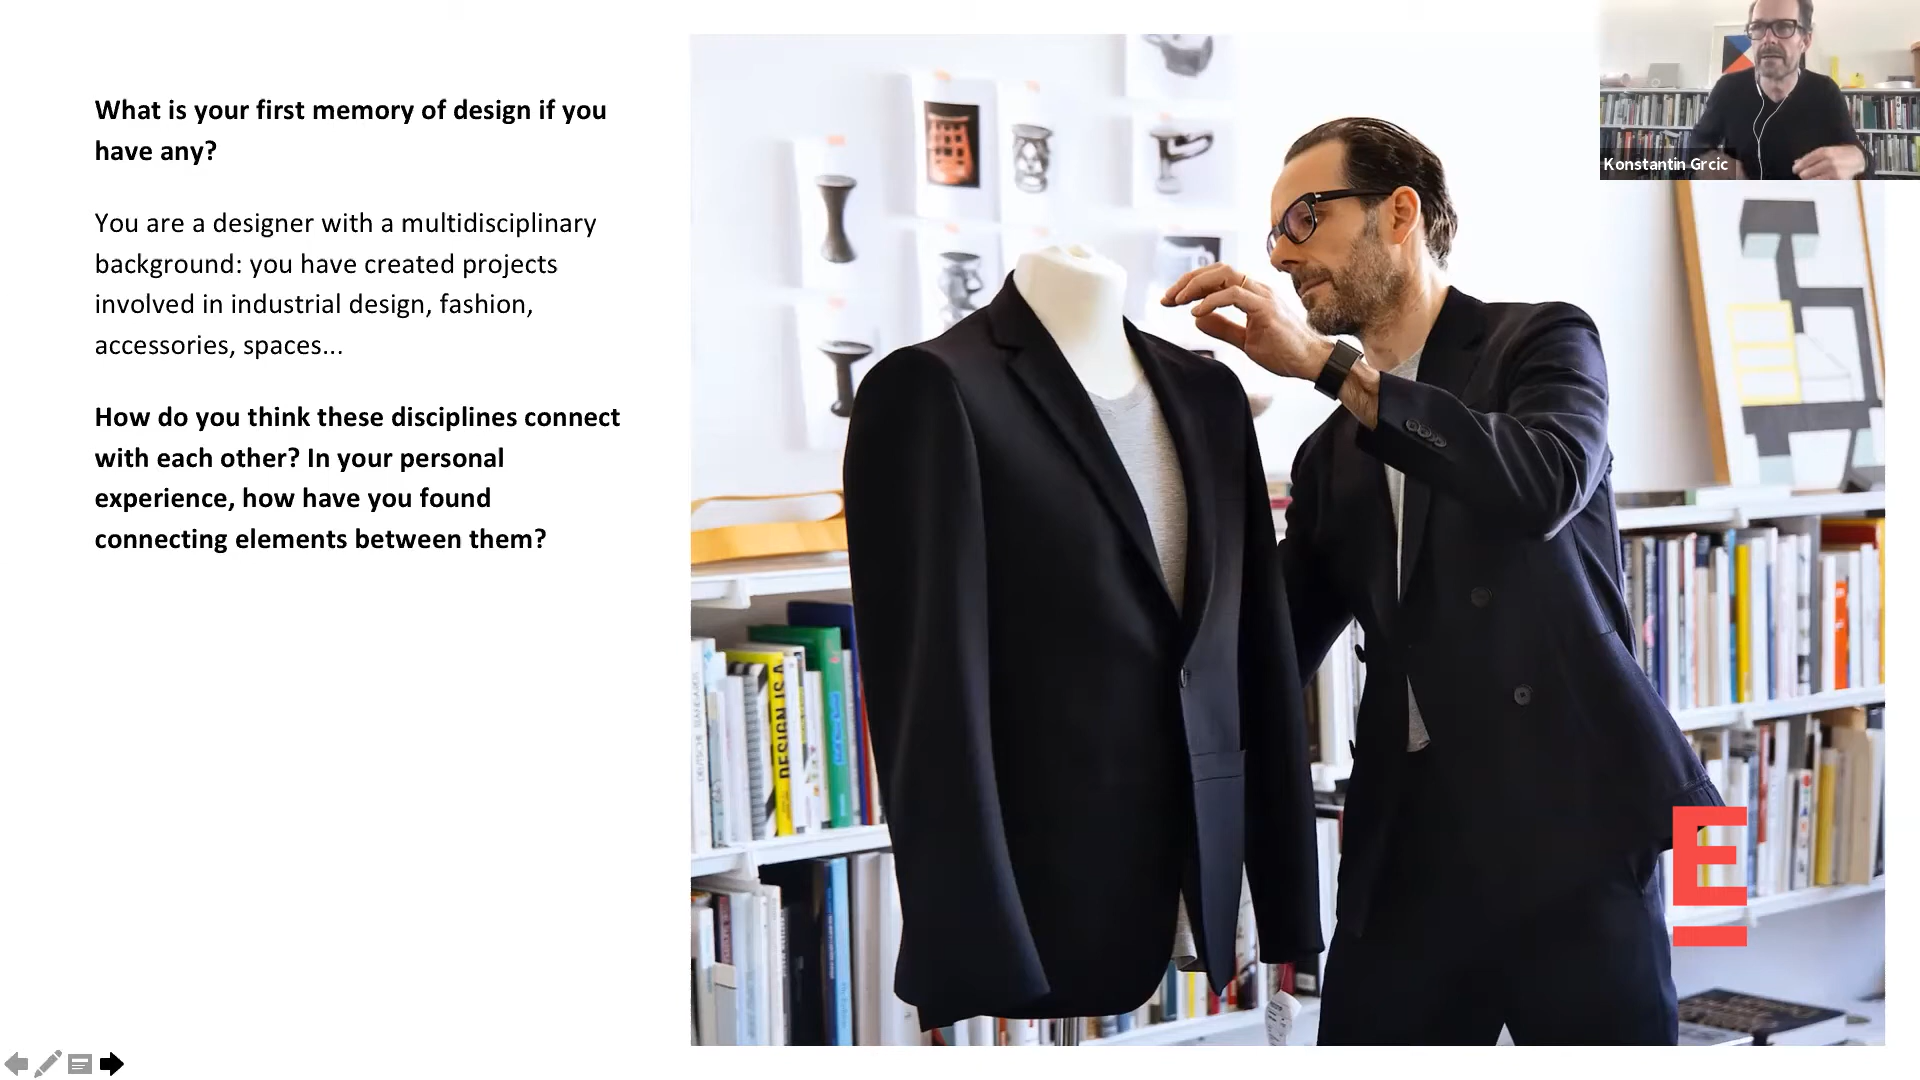 What is your first memory of design if you
have any?
You are a designer with a multidisciplinary
background: you have created projects
involved in industrial design, fashion,
accessories, spaces...
How do you think these disciplines connect
with each other? In your personal
experience, how have you found
connecting elements between them?
Konstantin Grcic
DESIGN IS A
E